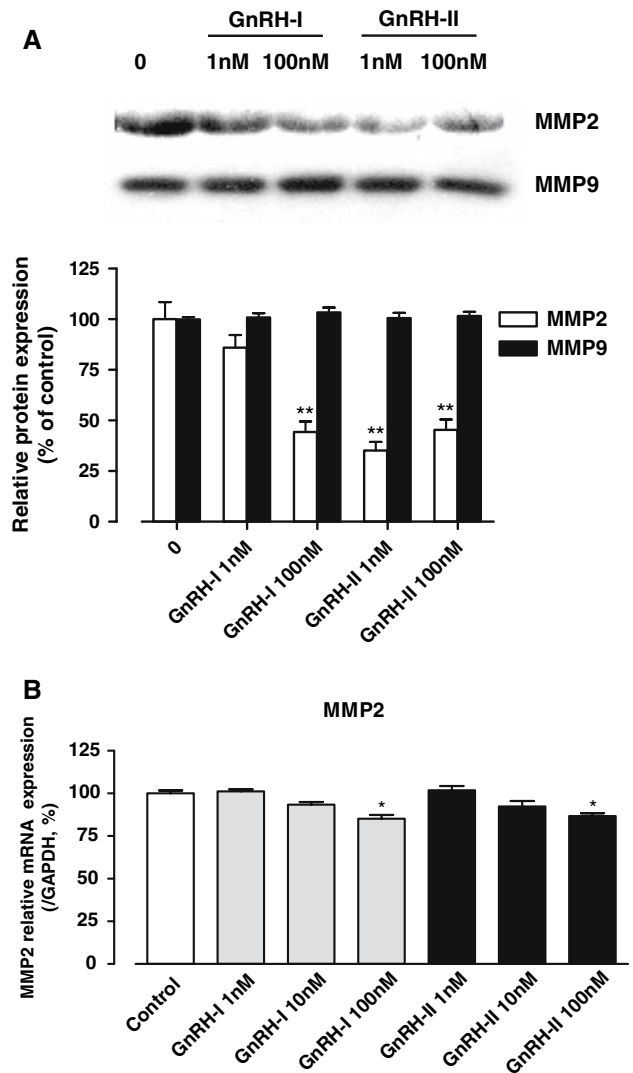 A
GnRH-I GnRH-II
0 1nM 100nM 1nM 100nM
MMP2
MMP9
Relative protein expression
(% of control)
125
100
75
50
25
0
** ** **
MMP2
MMP9
0
GnRH-I 1nM
GnRH-I 100nM
GnRH-II 1nM
GnRH-II 100nM
B
MMP2
MMP2 relative mRNA expression
(/GAPDH, %)
125
100
75
50
25
0
* *
Control
GnRH-I 1nM
GnRH-I 10nM
GnRH-I 100nM
GnRH-II 1nM
GnRH-II 10nM
GnRH-II 100nM